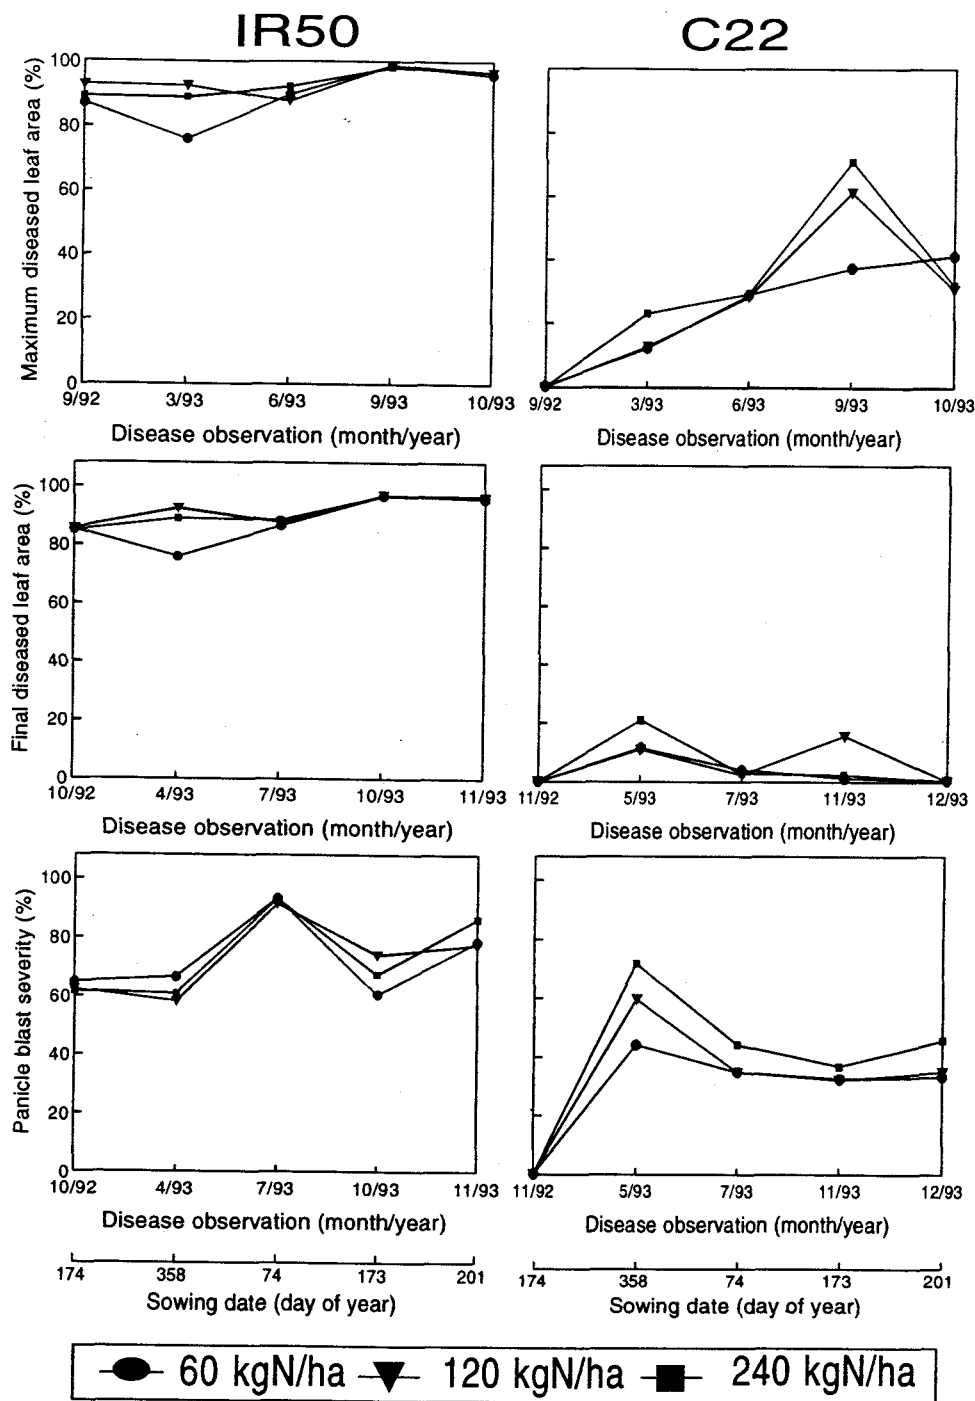 IR50
C22
Maximum diseased leaf area (%)
100
80
60
40
20
0
9/92 3/93 6/93 9/93 10/93
Disease observation (month/year)
9/92 3/93 6/93 9/93 10/93
Disease observation (month/year)
Final diseased leaf area (%)
100
80
60
40
20
0
10/92 4/93 7/93 10/93 11/93
Disease observation (month/year)
11/92 5/93 7/93 11/93 12/93
Disease observation (month/year)
Panicle blast severity (%)
100
80
60
40
20
0
10/92 4/93 7/93 10/93 11/93
Disease observation (month/year)
11/92 5/93 7/93 11/93 12/93
Disease observation (month/year)
174 358 74 173 201
Sowing date (day of year)
174 358 74 173 201
Sowing date (day of year)
60 kgN/ha 120 kgN/ha 240 kgN/ha